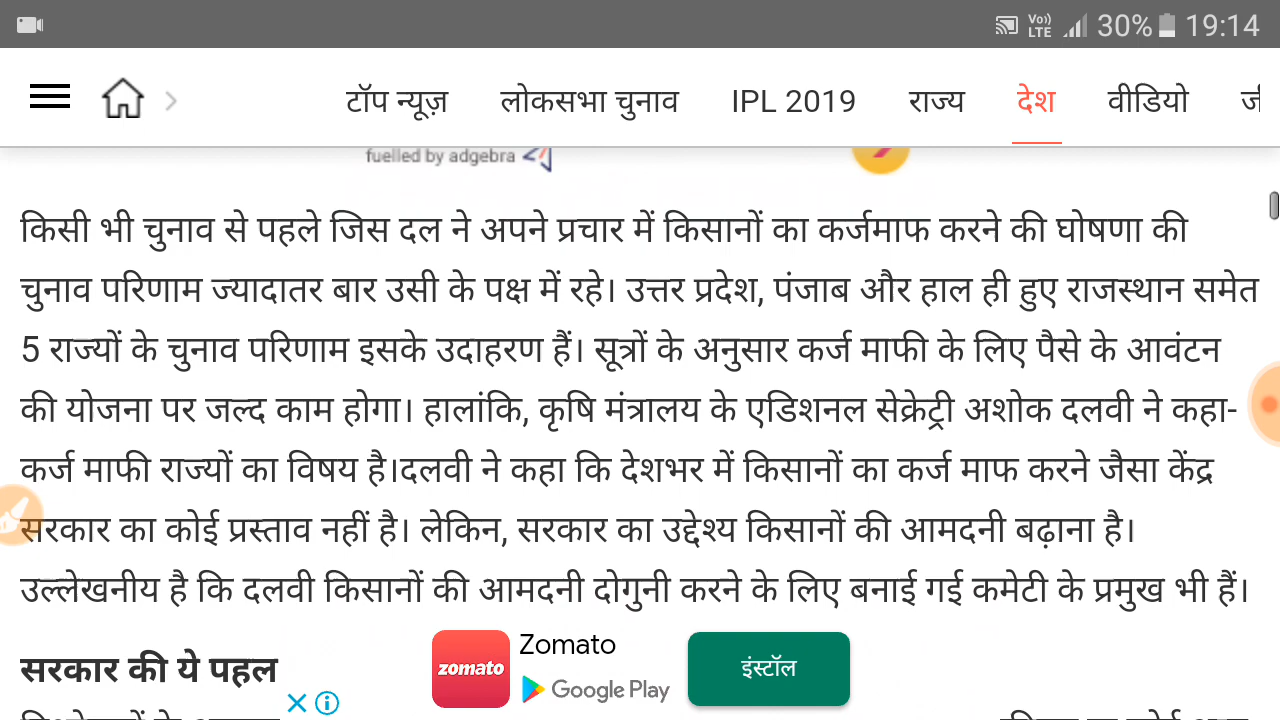 Vo)) LTE 30% 19:14
टॉप न्यूज़ लोकसभा चुनाव IPL 2019 राज्य देश वीडियो
fuelled by adgebra
किसी भी चुनाव से पहले जिस दल ने अपने प्रचार में किसानों का कर्जमाफ करने की घोषणा की
चुनाव परिणाम ज्यादातर बार उसी के पक्ष में रहे। उत्तर प्रदेश, पंजाब और हाल ही हुए राजस्थान समेत
5 राज्यों के चुनाव परिणाम इसके उदाहरण हैं। सूत्रों के अनुसार कर्ज माफी के लिए पैसे के आवंटन
की योजना पर जल्द काम होगा। हालांकि, कृषि मंत्रालय के एडिशनल सेक्रेट्री अशोक दलवी ने कहा-
कर्ज माफी राज्यों का विषय है।दलवी ने कहा कि देशभर में किसानों का कर्ज माफ करने जैसा केंद्र
सरकार का कोई प्रस्ताव नहीं है। लेकिन, सरकार का उद्देश्य किसानों की आमदनी बढ़ाना है।
उल्लेखनीय है कि दलवी किसानों की आमदनी दोगुनी करने के लिए बनाई गई कमेटी के प्रमुख भी हैं।
सरकार की ये पहल
zomato Zomato
Google Play
इंस्टॉल